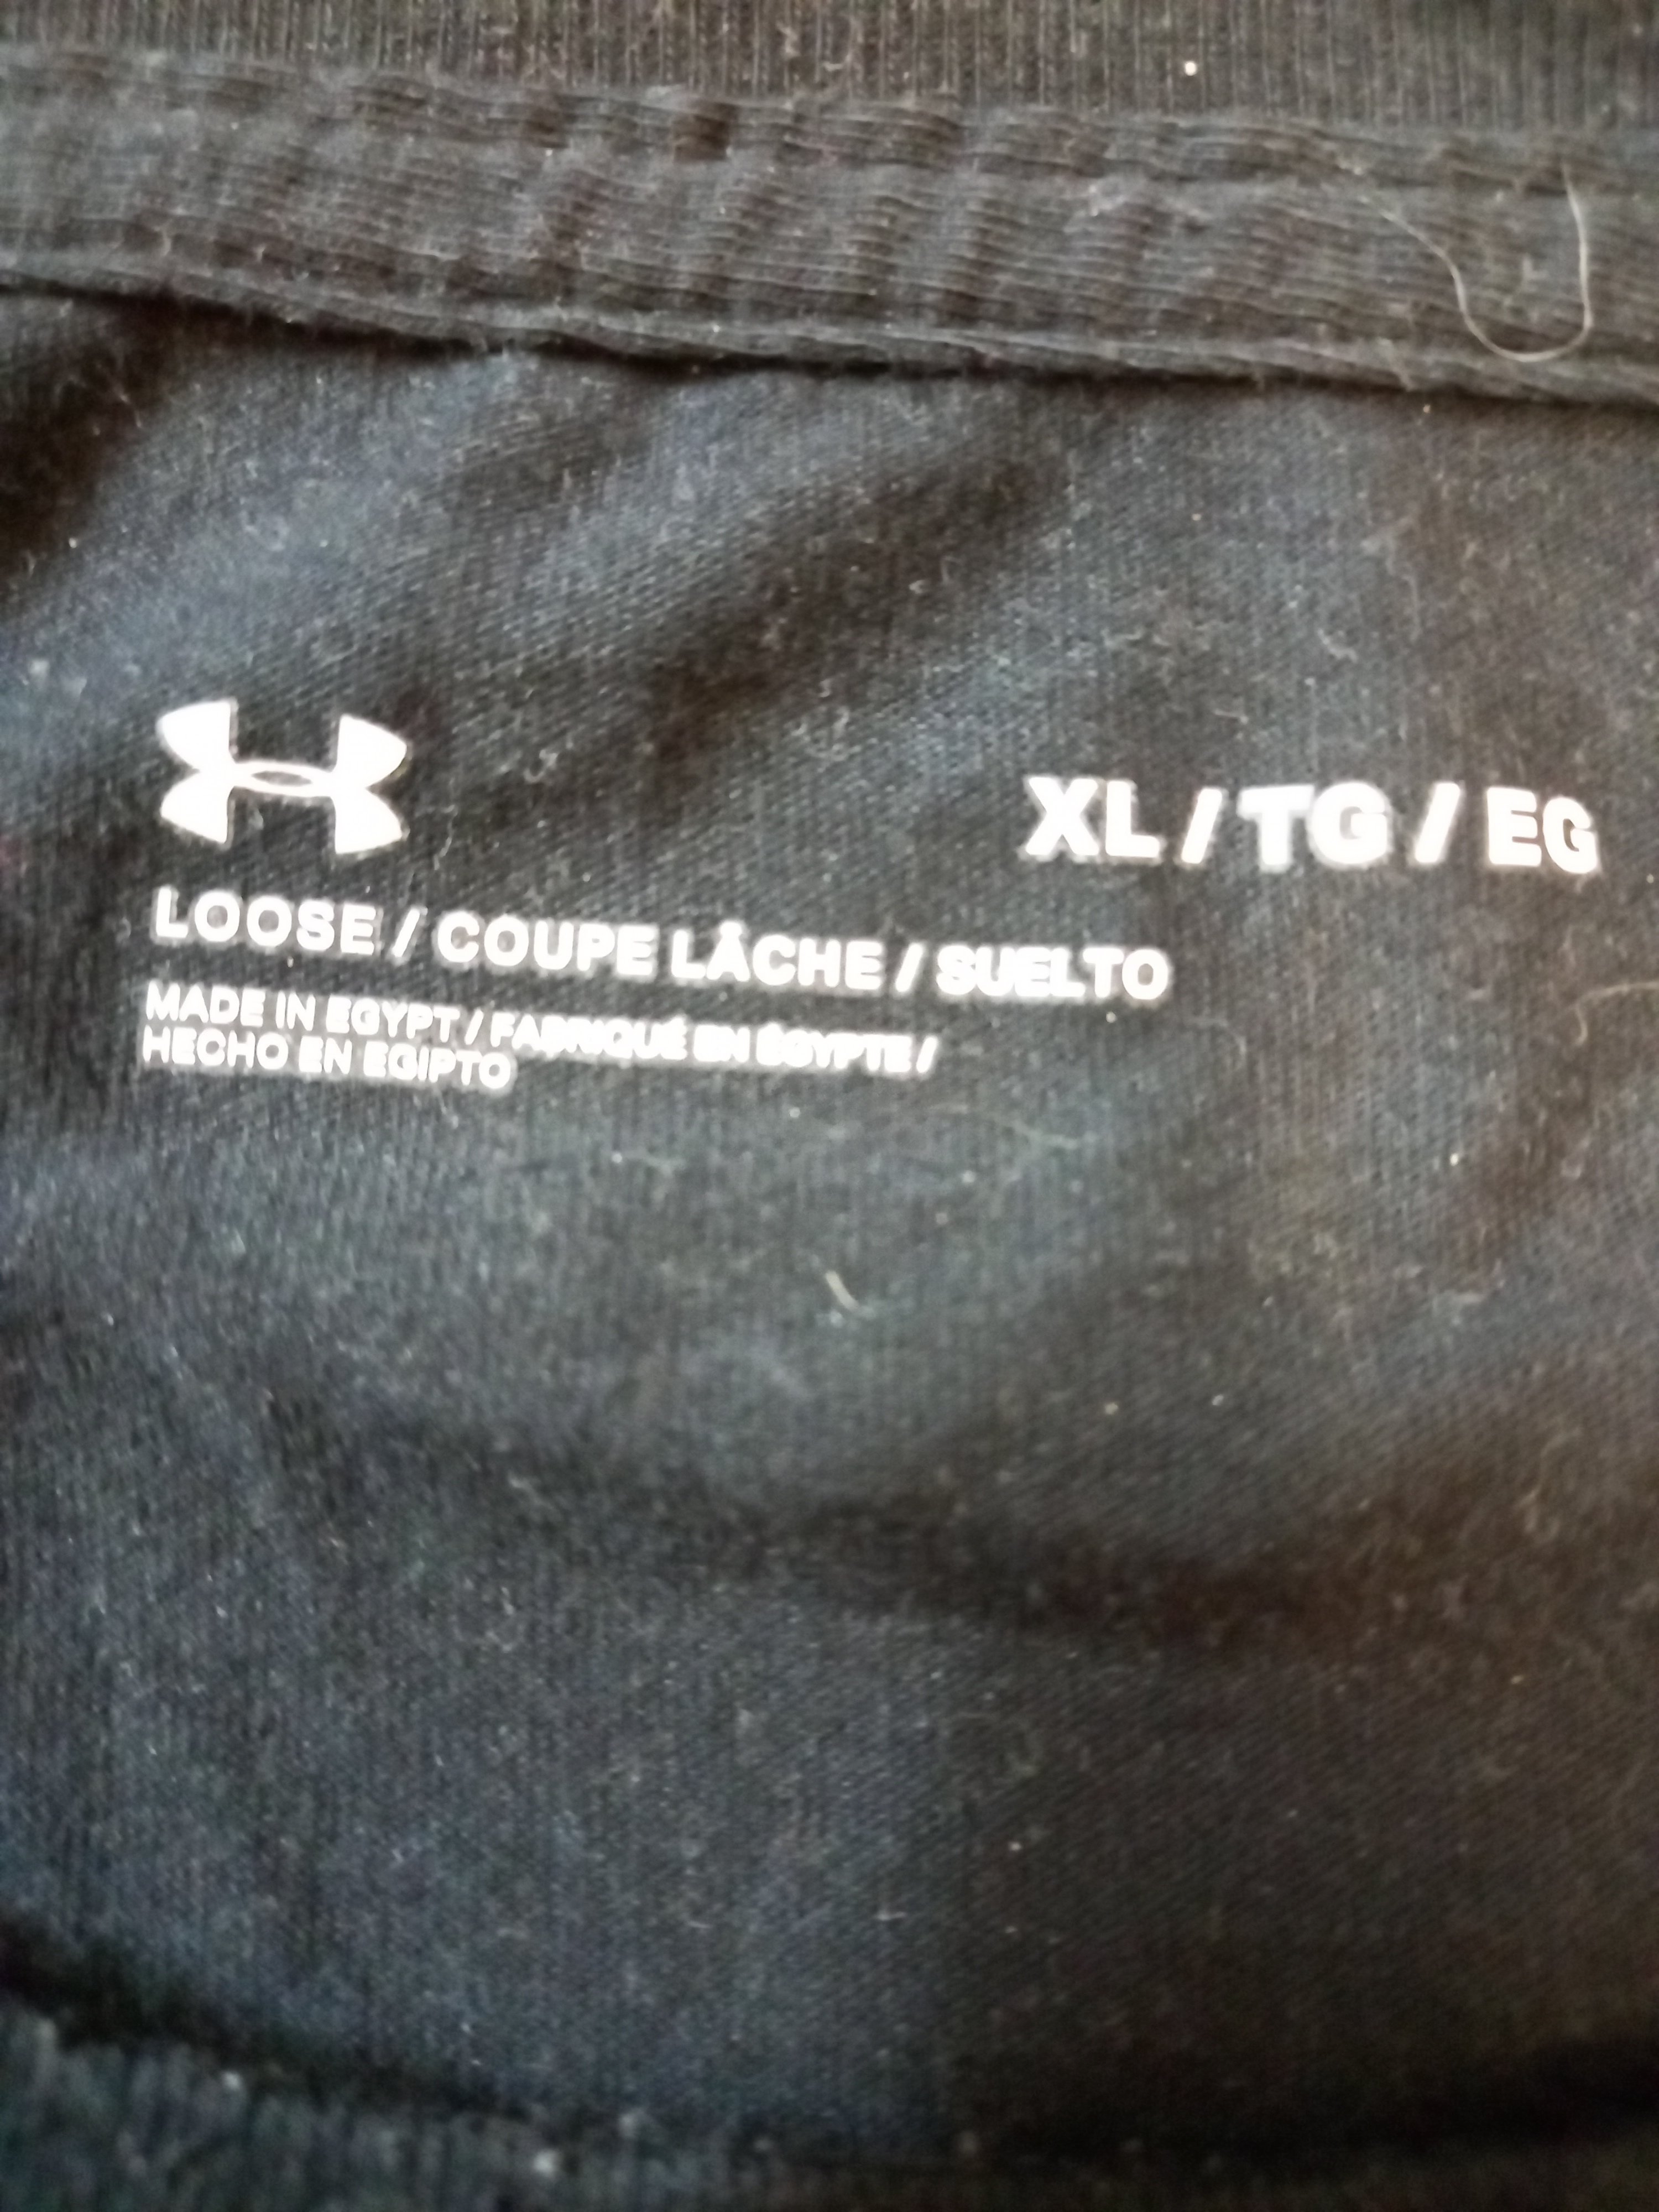 XL / TG / EG
LOOSE / COUPE LÂCHE / SUELTO
MADE IN EGYPT / FABRIQUÉ EN ÉGYPTE /
HECHO EN EGIPTO